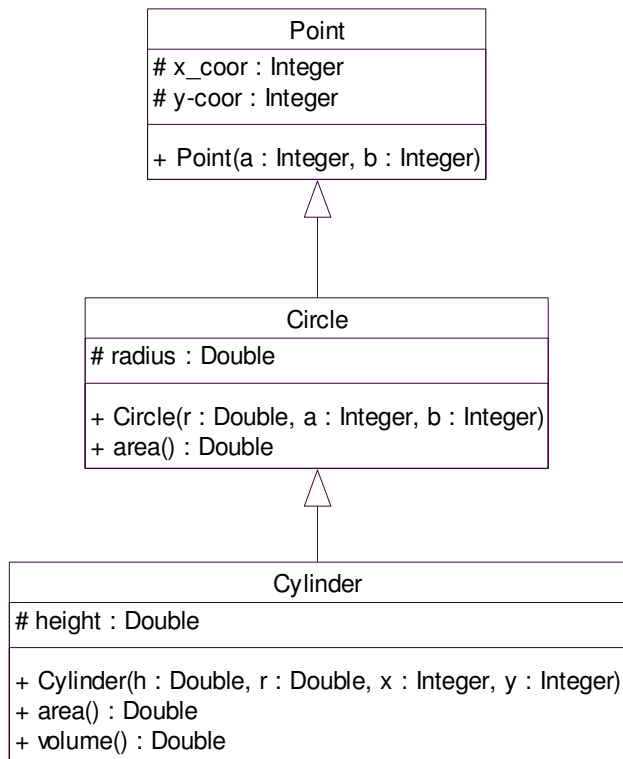 Point
# x_coor : Integer
# y-coor : Integer
+ Point(a : Integer, b : Integer)
Circle
# radius : Double
+ Circle(r : Double, a : Integer, b : Integer)
+ area() : Double
Cylinder
# height : Double
+ Cylinder(h : Double, r : Double, x : Integer, y : Integer)
+ area() : Double
+ volume() : Double